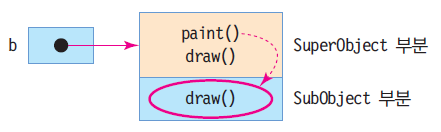 b
paint()
draw()
SuperObject 부분
draw()
SubObject 부분